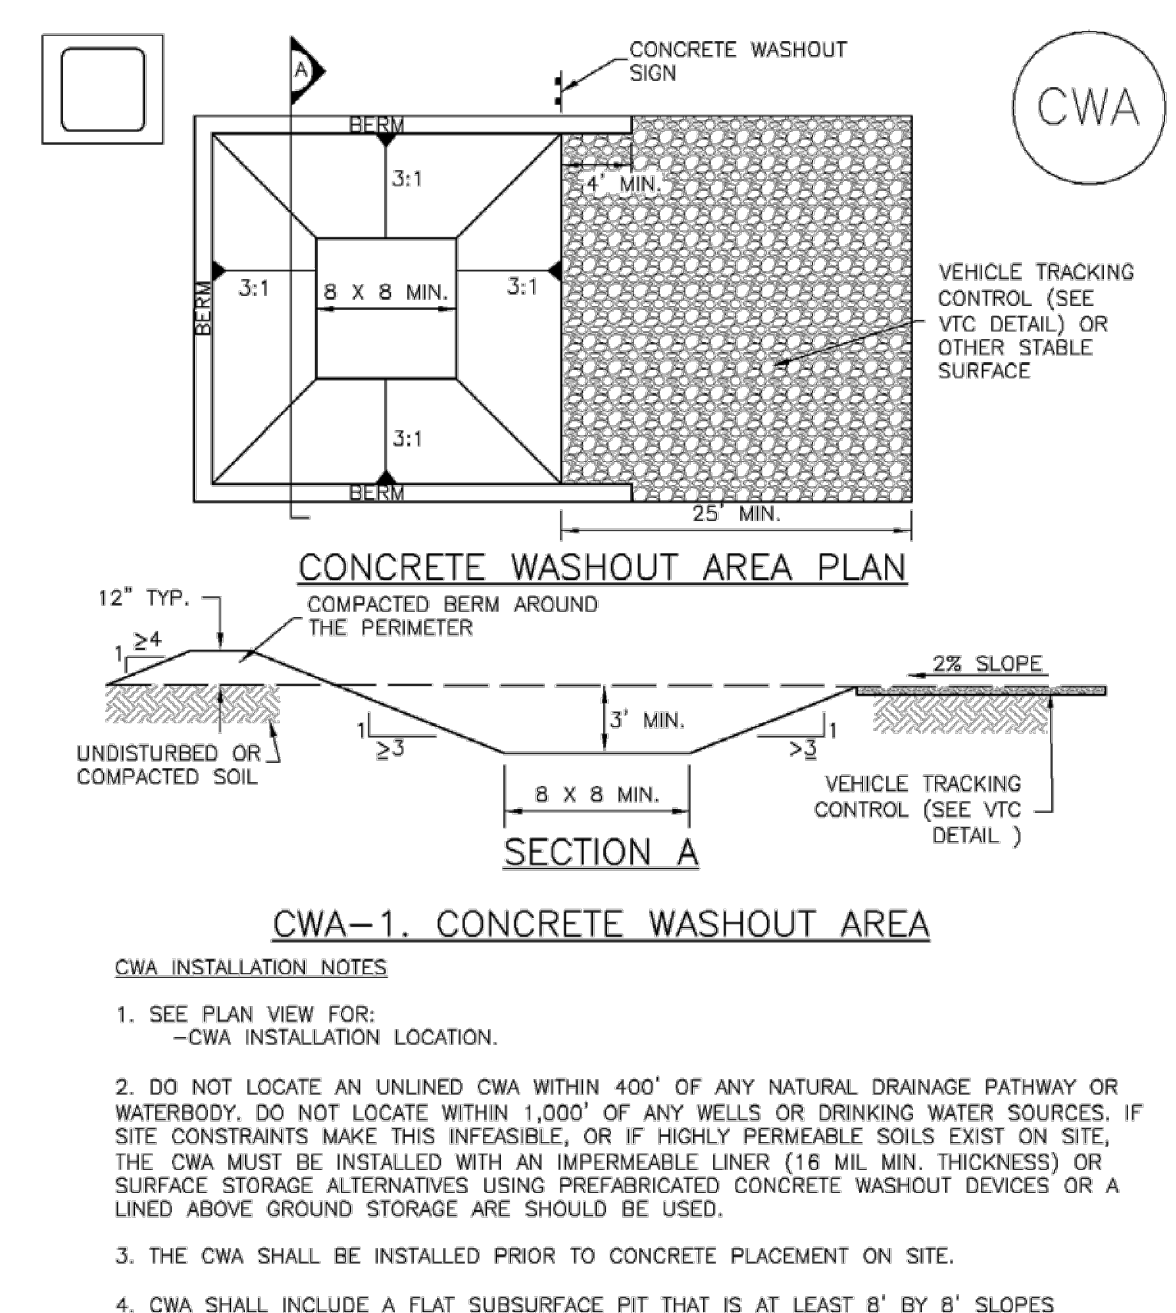 A
CONCRETE WASHOUT
SIGN
CWA
BERM
3:1
4' MIN.
BERM
3:1
8 X 8 MIN.
3:1
VEHICLE TRACKING
CONTROL (SEE
VTC DETAIL) OR
OTHER STABLE
SURFACE
3:1
BERM
25' MIN.
CONCRETE WASHOUT AREA PLAN
12" TYP.
COMPACTED BERM AROUND
THE PERIMETER
1
≥4
2% SLOPE
3' MIN.
1
≥3
1
>3
UNDISTURBED OR
COMPACTED SOIL
8 X 8 MIN.
VEHICLE TRACKING
CONTROL (SEE VTC
DETAIL )
SECTION A
CWA-1. CONCRETE WASHOUT AREA
CWA INSTALLATION NOTES
1. SEE PLAN VIEW FOR:
-CWA INSTALLATION LOCATION.
2. DO NOT LOCATE AN UNLINED CWA WITHIN 400' OF ANY NATURAL DRAINAGE PATHWAY OR
WATERBODY. DO NOT LOCATE WITHIN 1,000' OF ANY WELLS OR DRINKING WATER SOURCES. IF
SITE CONSTRAINTS MAKE THIS INFEASIBLE, OR IF HIGHLY PERMEABLE SOILS EXIST ON SITE,
THE CWA MUST BE INSTALLED WITH AN IMPERMEABLE LINER (16 MIL MIN. THICKNESS) OR
SURFACE STORAGE ALTERNATIVES USING PREFABRICATED CONCRETE WASHOUT DEVICES OR A
LINED ABOVE GROUND STORAGE ARE SHOULD BE USED.
3. THE CWA SHALL BE INSTALLED PRIOR TO CONCRETE PLACEMENT ON SITE.
4. CWA SHALL INCLUDE A FLAT SUBSURFACE PIT THAT IS AT LEAST 8' BY 8' SLOPES